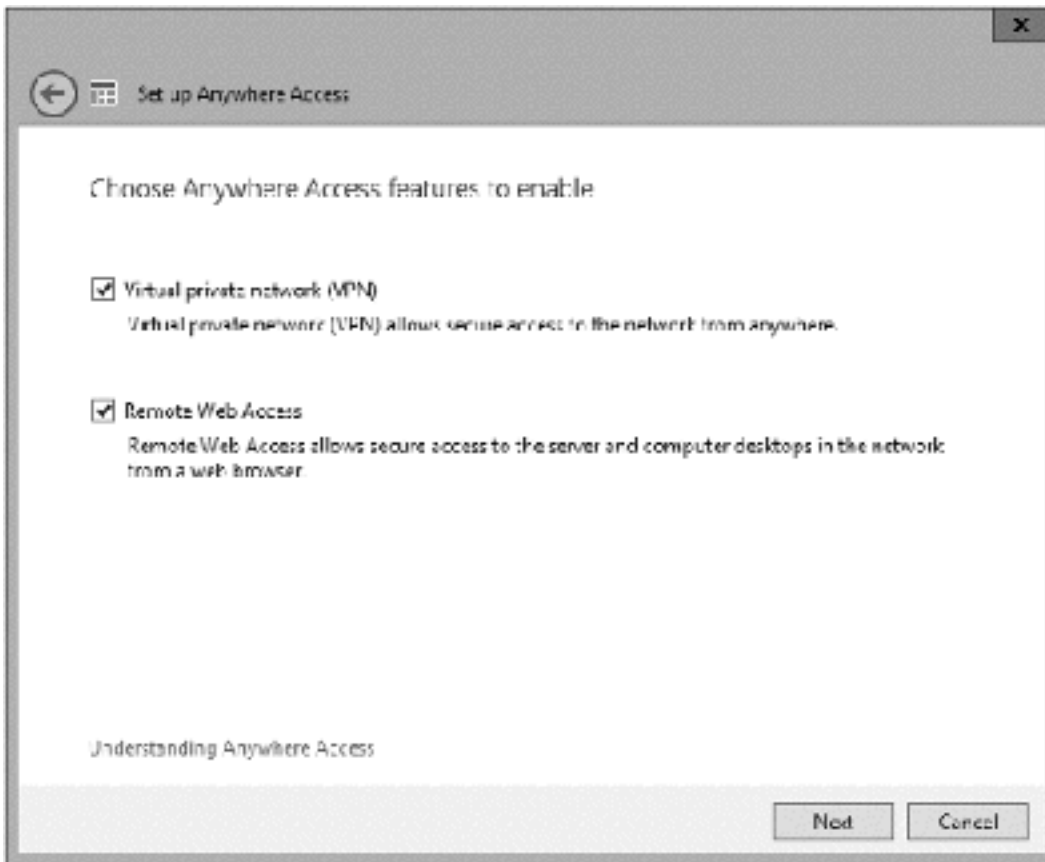 Set up Anywhere Access
Choose Anywhere Access features to enable
Virtual private network (VPN)
Virtual private network (VPN) allows secure access to the network from anywhere.
Remote Web Access
Remote Web Access allows secure access to the server and computer desktops in the network
from a web browser.
Understanding Anywhere Access
Next
Cancel